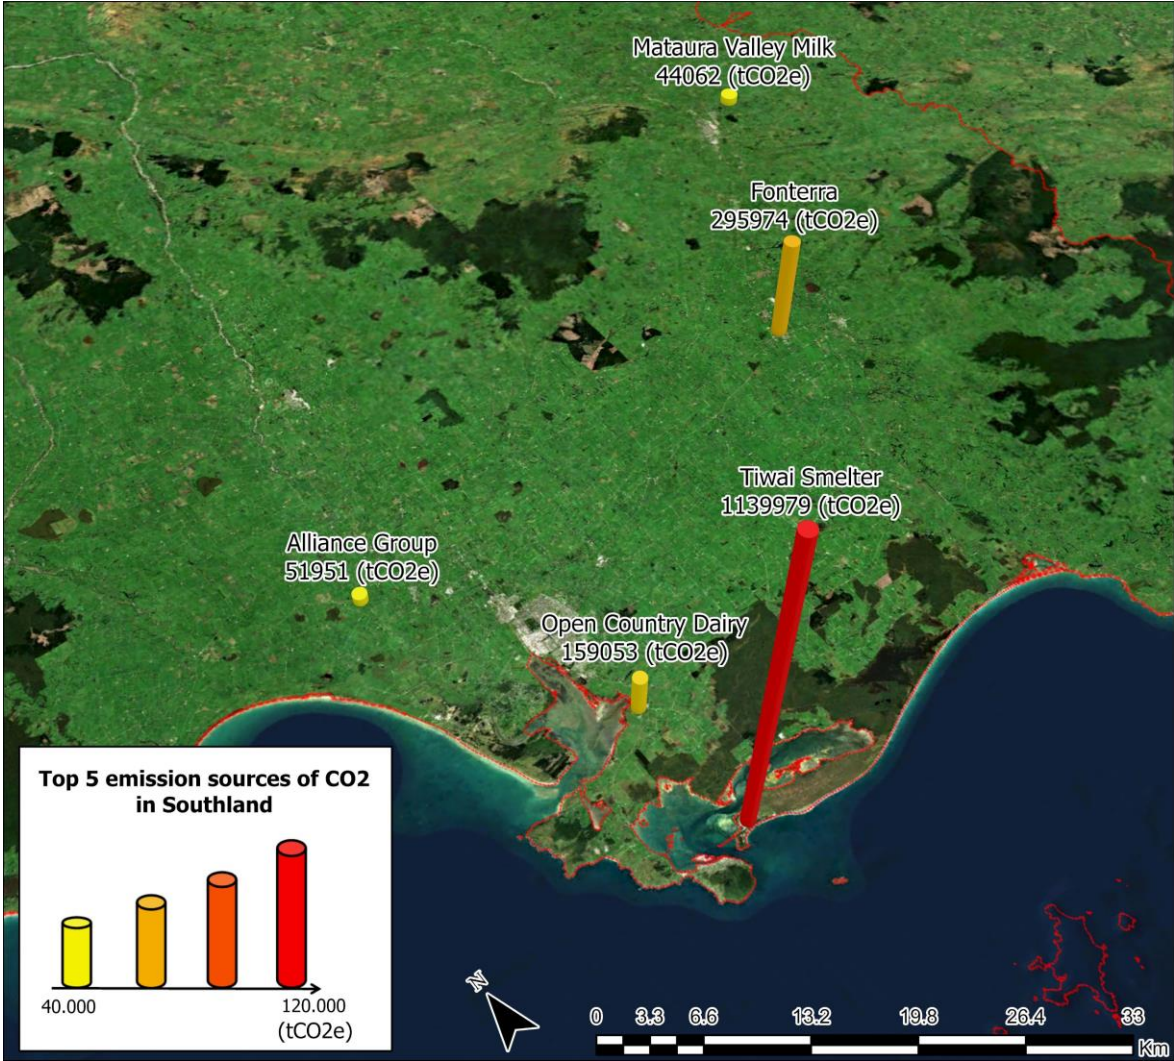 Mataura Valley Milk
44062 (tCO2e)
Fonterra
295974 (tCO2e)
Tiwai Smelter
1139979 (tCO2e)
Alliance Group
51951 (tCO2e)
Open Country Dairy
159053 (tCO2e)
Top 5 emission sources of CO2
in Southland
40.000
120.000
(tCO2e)
N
0 3.3 6.6 13.2 19.8 26.4 33
Km